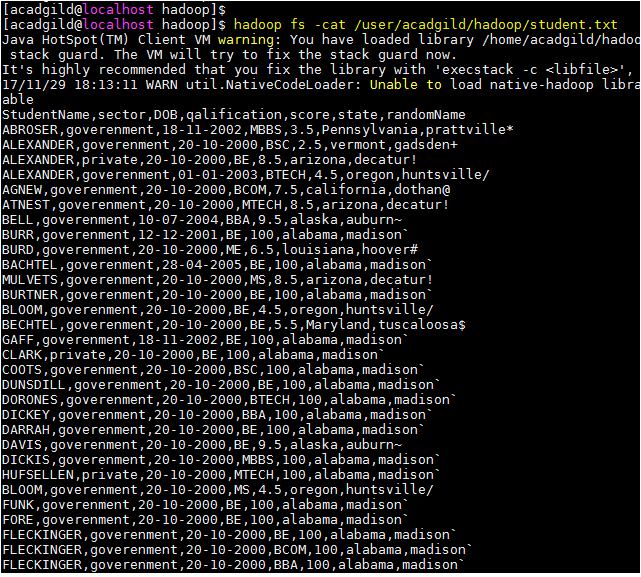 [acadgild@localhost hadoop]$
[acadgild@localhost hadoop]$ hadoop fs -cat /user/acadgild/hadoop/student.txt
Java HotSpot(TM) Client VM warning: You have loaded library /home/acadgild/hadoo
 stack guard. The VM will try to fix the stack guard now.
It's highly recommended that you fix the library with 'execstack -c <libfile>',
17/11/29 18:13:11 WARN util.NativeCodeLoader: Unable to load native-hadoop libra
able
StudentName,sector,DOB,qalification,score,state,randomName
ABROSER,goverenment,18-11-2002,MBBS,3.5,Pennsylvania,prattville*
ALEXANDER,goverenment,20-10-2000,BSC,2.5,vermont,gadsden+
ALEXANDER,private,20-10-2000,BE,8.5,arizona,decatur!
ALEXANDER,goverenment,01-01-2003,BTECH,4.5,oregon,huntsville/
AGNEW,goverenment,20-10-2000,BCOM,7.5,california,dothan@
ATNEST,goverenment,20-10-2000,MTECH,8.5,arizona,decatur!
BELL,goverenment,10-07-2004,BBA,9.5,alaska,auburn~
BURR,goverenment,12-12-2001,BE,100,alabama,madison`
BURD,goverenment,20-10-2000,ME,6.5,louisiana,hoover#
BACHTEL,goverenment,28-04-2005,BE,100,alabama,madison`
MULVETS,goverenment,20-10-2000,MS,8.5,arizona,decatur!
BURTNER,goverenment,20-10-2000,BE,100,alabama,madison`
BLOOM,goverenment,20-10-2000,BE,4.5,oregon,huntsville/
BECHTEL,goverenment,20-10-2000,BE,5.5,Maryland,tuscaloosa$
GAFF,goverenment,18-11-2002,BE,100,alabama,madison`
CLARK,private,20-10-2000,BE,100,alabama,madison`
COOTS,goverenment,20-10-2000,BSC,100,alabama,madison`
DUNSDILL,goverenment,20-10-2000,BE,100,alabama,madison`
DORONES,goverenment,20-10-2000,BTECH,100,alabama,madison`
DICKEY,goverenment,20-10-2000,BBA,100,alabama,madison`
DARRAH,goverenment,20-10-2000,BE,100,alabama,madison`
DAVIS,goverenment,20-10-2000,BE,9.5,alaska,auburn~
DICKIS,goverenment,20-10-2000,MBBS,100,alabama,madison`
HUFSELLEN,private,20-10-2000,MTECH,100,alabama,madison`
BLOOM,goverenment,20-10-2000,MS,4.5,oregon,huntsville/
FUNK,goverenment,20-10-2000,BE,100,alabama,madison`
FORE,goverenment,20-10-2000,BE,100,alabama,madison`
FLECKINGER,goverenment,20-10-2000,BE,100,alabama,madison`
FLECKINGER,goverenment,20-10-2000,BCOM,100,alabama,madison`
FLECKINGER,goverenment,20-10-2000,BBA,100,alabama,madison`